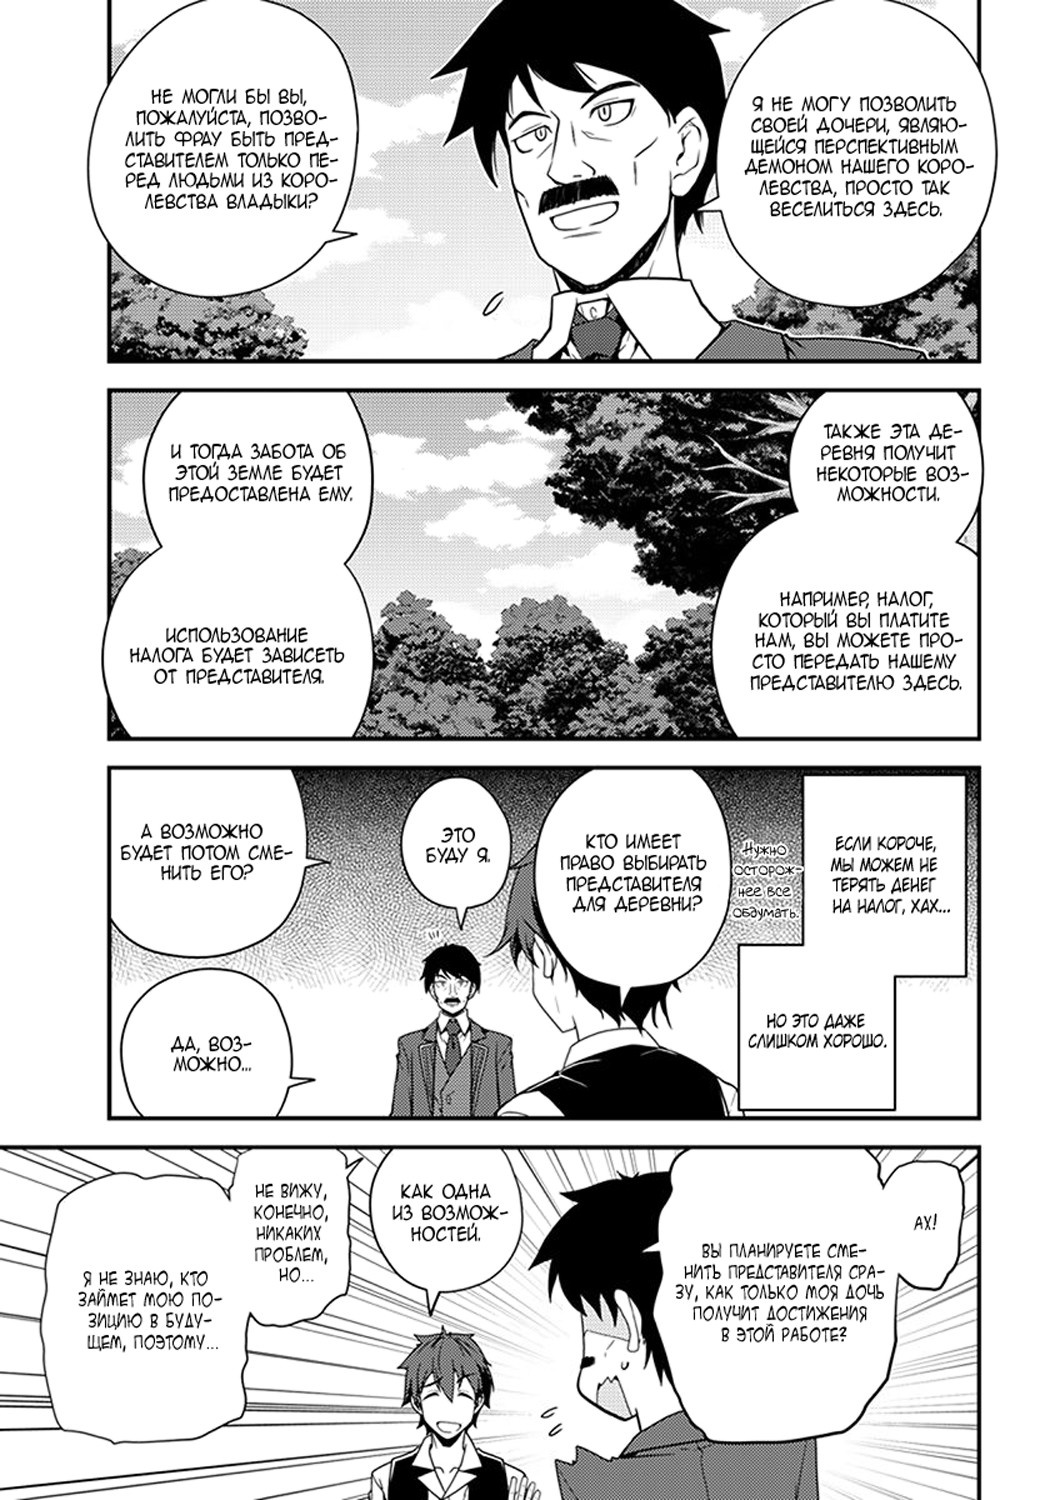 Я НЕ МОГУ ПОЗВОЛИТЬ
СВОЕЙ ДОЧЕРИ, ЯВЛЯЮ-
ЩЕЙСЯ ПЕРСПЕКТИВНЫМ
ДЕМОНОМ НАШЕГО КОРО-
ЛЕВСТВА, ПРОСТО ТАК
ВЕСЕЛИТЬСЯ ЗДЕСЬ.
НЕ МОГЛИ БЫ ВЫ,
ПОЖАЛУЙСТА, ПОЗВО-
ЛИТЬ ФРАУ БЫТЬ ПРЕД-
СТАВИТЕЛЕМ ТОЛЬКО ПЕ-
РЕД ЛЮДЬМИ ИЗ КОРО-
ЛЕВСТВА ВЛАДЫКИ?
ТАКЖЕ ЭТА ДЕ-
РЕВНЯ ПОЛУЧИТ
НЕКОТОРЫЕ ВОЗ-
МОЖНОСТИ.
НАПРИМЕР, НАЛОГ,
КОТОРЫЙ ВЫ ПЛАТИТЕ
НАМ, ВЫ МОЖЕТЕ ПРО-
СТО ПЕРЕДАТЬ НАШЕМУ
ПРЕДСТАВИТЕЛЮ ЗДЕСЬ.
И ТОГДА ЗАБОТА ОБ
ЭТОЙ ЗЕМЛЕ БУДЕТ
ПРЕДОСТАВЛЕНА ЕМУ.
ИСПОЛЬЗОВАНИЕ
НАЛОГА БУДЕТ ЗАВИСЕТЬ
ОТ ПРЕДСТАВИТЕЛЯ.
ЕСЛИ КОРОЧЕ,
МЫ МОЖЕМ НЕ
ТЕРЯТЬ ДЕНЕГ
НА НАЛОГ, ХАХ...
НО ЭТО ДАЖЕ
СЛИШКОМ ХОРОШО.
Нужно
осторож-
нее все
обдумать.
КТО ИМЕЕТ
ПРАВО ВЫБИРАТЬ
ПРЕДСТАВИТЕЛЯ
ДЛЯ ДЕРЕВНИ?
ЭТО
БУДУ Я.
А ВОЗМОЖНО
БУДЕТ ПОТОМ СМЕ-
НИТЬ ЕГО?
ДА, ВОЗ-
МОЖНО...
АХ!
ВЫ ПЛАНИРУЕТЕ СМЕ-
НИТЬ ПРЕДСТАВИТЕЛЯ СРА-
ЗУ, КАК ТОЛЬКО МОЯ ДОЧЬ
ПОЛУЧИТ ДОСТИЖЕНИЯ
В ЭТОЙ РАБОТЕ?
КАК ОДНА
ИЗ ВОЗМОЖ-
НОСТЕЙ.
НЕ ВИЖУ,
КОНЕЧНО,
НИКАКИХ
ПРОБЛЕМ,
НО...
Я НЕ ЗНАЮ, КТО
ЗАЙМЕТ МОЮ ПО-
ЗИЦИЮ В БУДУ-
ЩЕМ, ПОЭТОМУ...